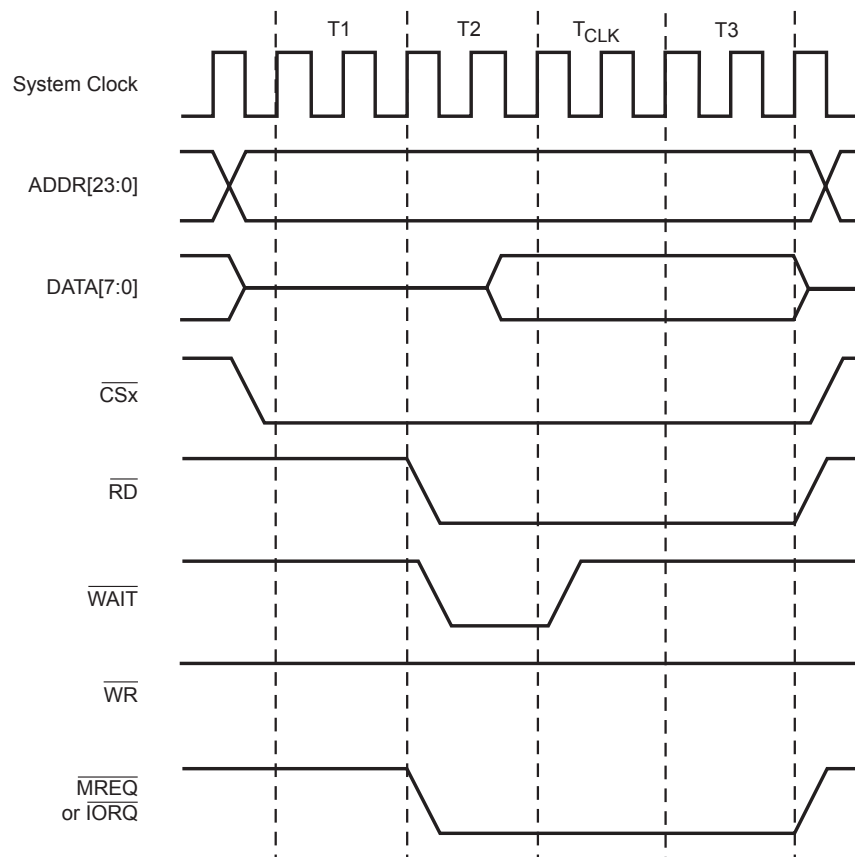 T1 T2 TCLK T3
System Clock
ADDR[23:0]
DATA[7:0]
CSx
RD
WAIT
WR
MREQ
or IORQ